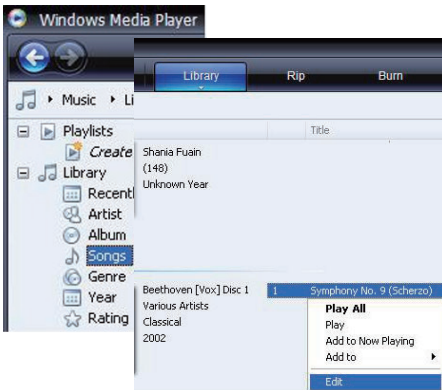 Windows Media Player
Music Li
Playlists
Create
Library
Recentl
Artist
Album
Songs
Genre
Year
Rating
Library Rip Burn
Title
Shania Fuain
(148)
Unknown Year
Beethoven [Vox] Disc 1 1 Symphony No. 9 (Scherzo)
Various Artists
Classical
2002
Play All
Play
Add to Now Playing
Add to
Edit